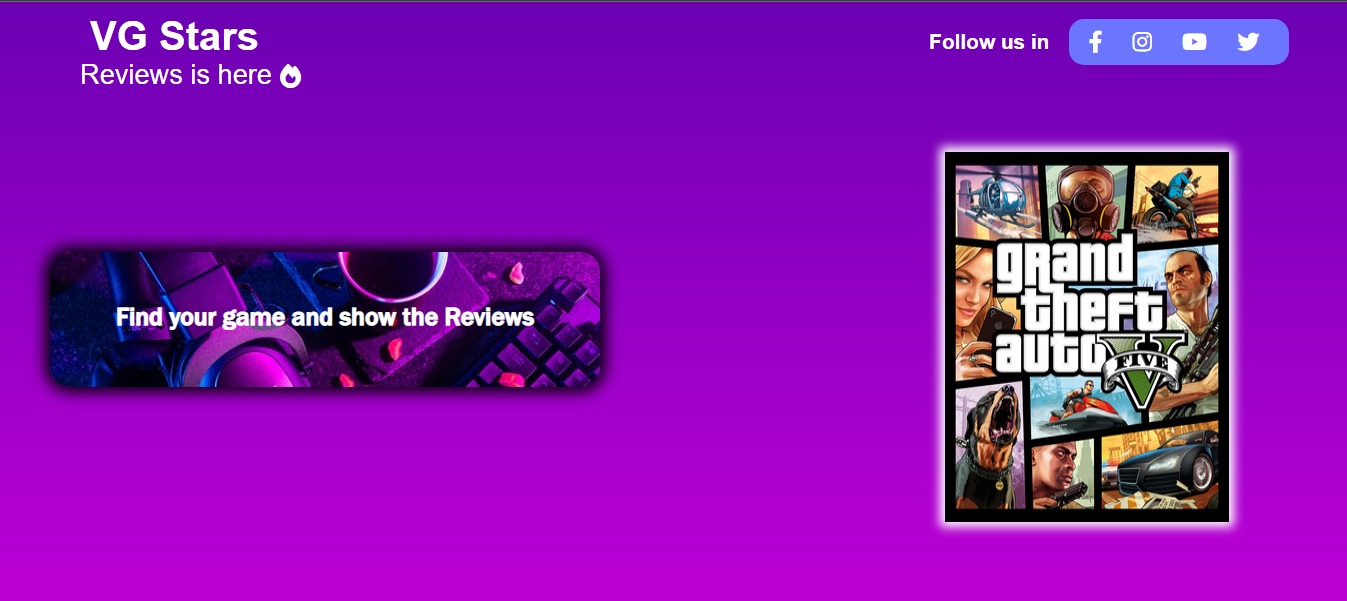 VG Stars
Reviews is here
Follow us in
Find your game and show the Reviews
grand
theft
auto
FIVE
V